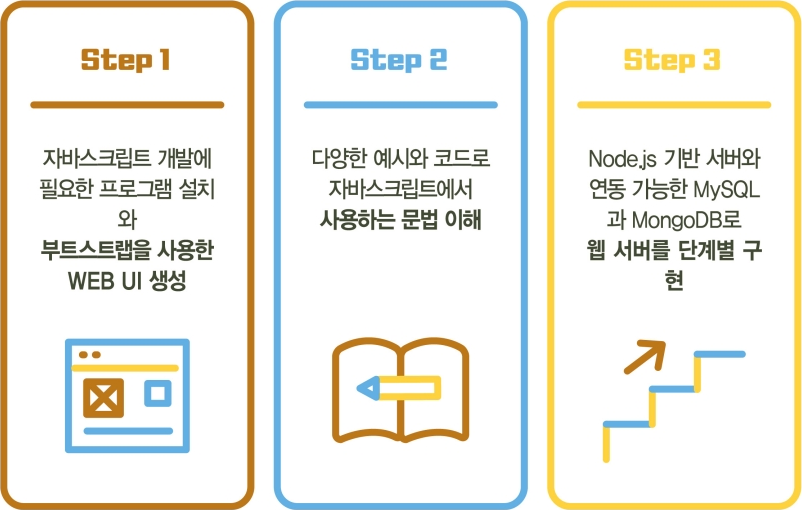 Step 1
자바스크립트 개발에
필요한 프로그램 설치
와
부트스트랩을 사용한
WEB UI 생성
Step 2
다양한 예시와 코드로
자바스크립트에서
사용하는 문법 이해
Step 3
Node.js 기반 서버와
연동 가능한 MySQL
과 MongoDB로
웹 서버를 단계별 구
현